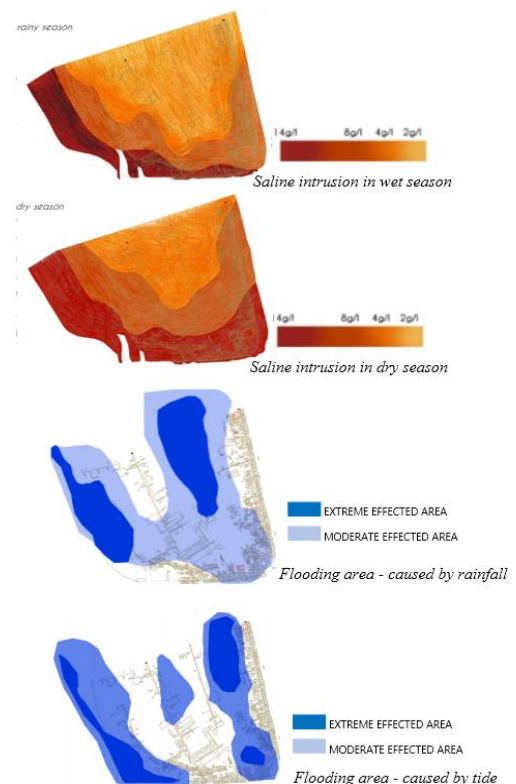 rainy season
14g/l 8g/l 4g/l 2g/l
Saline intrusion in wet season
dry season
14g/l 8g/l 4g/l 2g/l
Saline intrusion in dry season
EXTREME EFFECTED AREA
MODERATE EFFECTED AREA
Flooding area - caused by rainfall
EXTREME EFFECTED AREA
MODERATE EFFECTED AREA
Flooding area - caused by tide